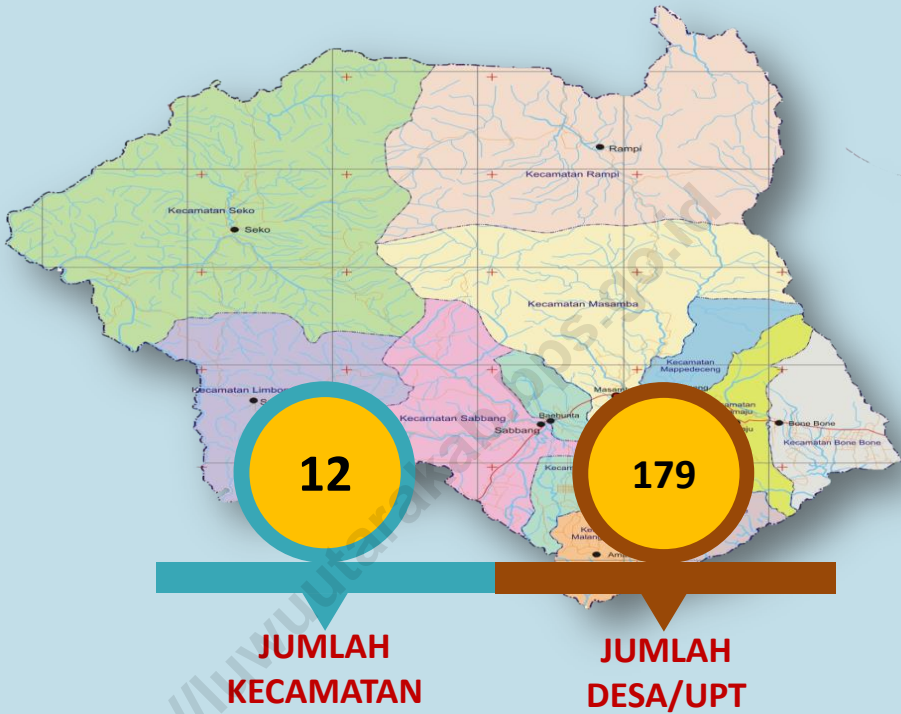 Rampi
Kecamatan Rampi
Kecamatan Seko
Seko
Kecamatan Masamba
Kecamatan
Mappedeceng
Kecamatan Limbong
Kecamatan Sabbang
Baebunta
Sabbang
Bone Bone
Kecamatan Bone Bone
12
179
JUMLAH
KECAMATAN
JUMLAH
DESA/UPT